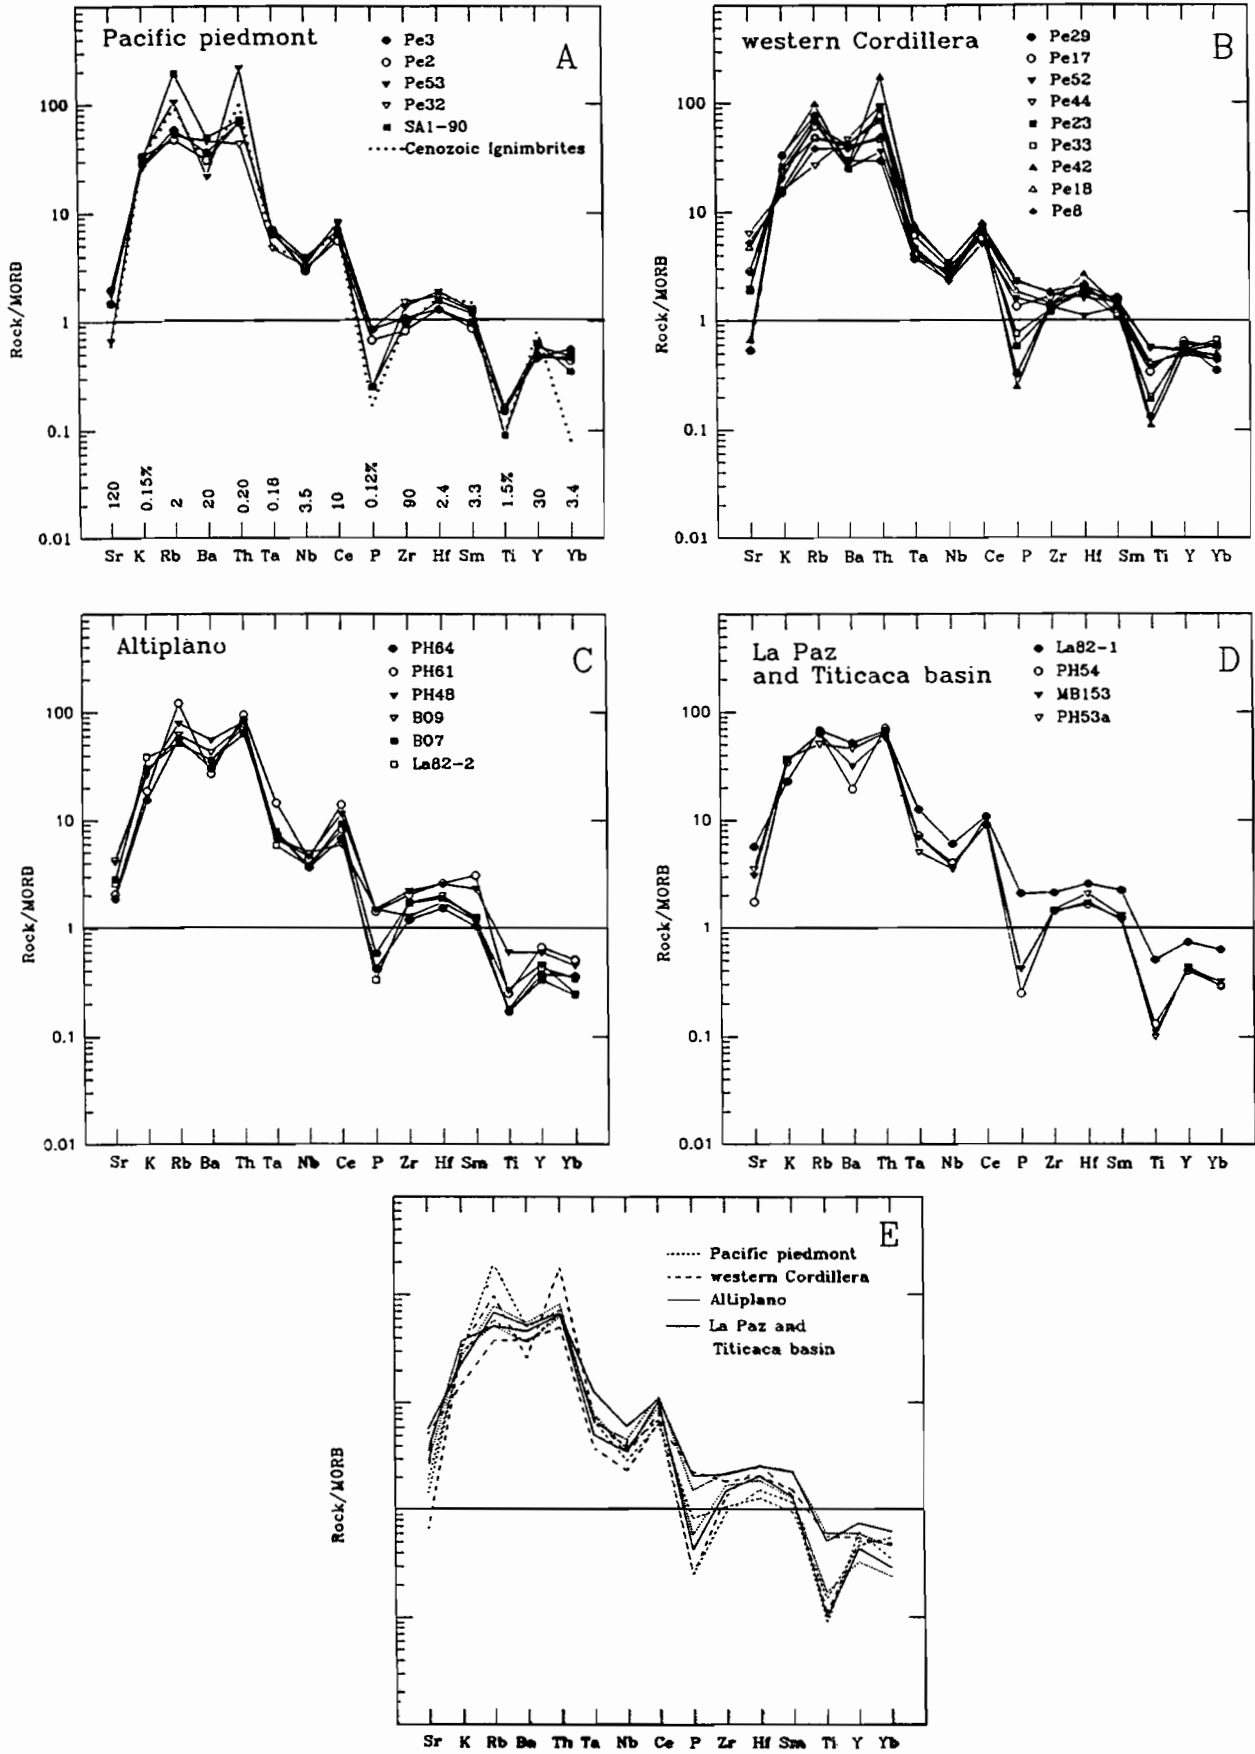 Pacific piedmont
A
Pe3
Pe2
Pe53
Pe32
SA1-90
Cenozoic Ignimbrites
100
10
1
0.1
0.01
Rock/MORB
120 0.15% 2 20 0.20 0.18 3.5 10 0.12% 90 2.4 3.3 1.5% 30 3.4
Sr K Rb Ba Th Ta Nb Ce P Zr Hf Sm Ti Y Yb
western Cordillera
B
Pe29
Pe17
Pe52
Pe44
Pe23
Pe33
Pe42
Pe18
Pe8
100
10
1
0.1
0.01
Rock/MORB
Sr K Rb Ba Th Ta Nb Ce P Zr Hf Sm Ti Y Yb
Altiplano
C
PH64
PH61
PH48
BO9
BO7
La82-2
100
10
1
0.1
0.01
Rock/MORB
Sr K Rb Ba Th Ta Nb Ce P Zr Hf Sm Ti Y Yb
La Paz
and Titicaca basin
D
La82-1
PH54
MB153
PH53a
100
10
1
0.1
0.01
Rock/MORB
Sr K Rb Ba Th Ta Nb Ce P Zr Hf Sm Ti Y Yb
E
Pacific piedmont
western Cordillera
Altiplano
La Paz and
Titicaca basin
Rock/MORB
Sr K Rb Ba Th Ta Nb Ce P Zr Hf Sm Ti Y Yb